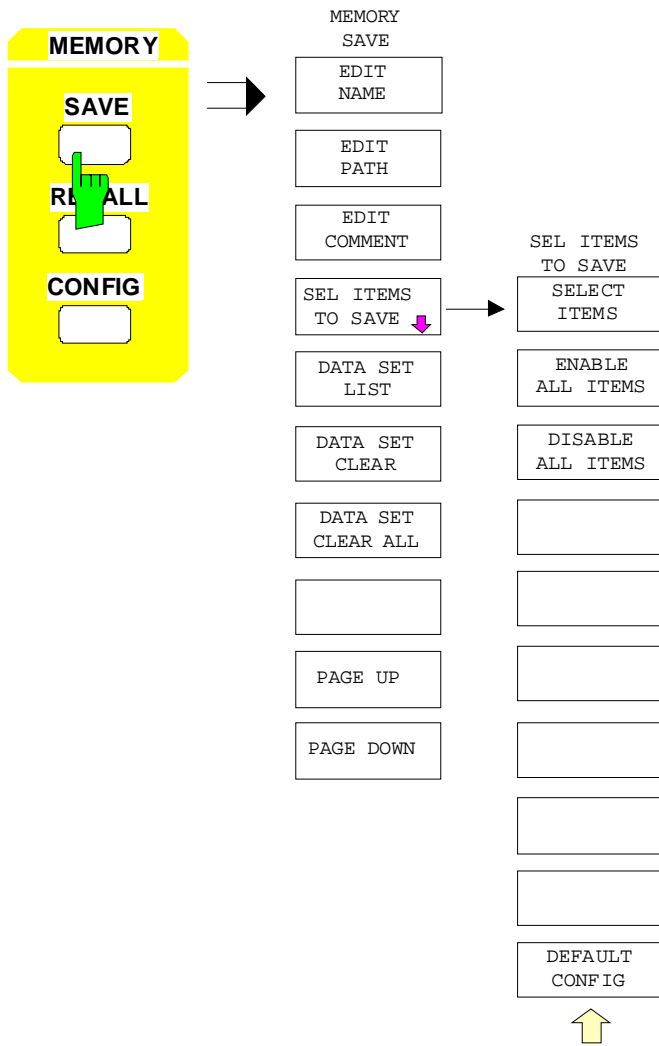 MEMORY
SAVE
CONFIG
MEMORY
SAVE
EDIT
NAME
EDIT
PATH
EDIT
COMMENT
SEL ITEMS
TO SAVE
DATA SET
LIST
DATA SET
CLEAR
DATA SET
CLEAR ALL
PAGE UP
PAGE DOWN
SEL ITEMS
TO SAVE
SELECT
ITEMS
ENABLE
ALL ITEMS
DISABLE
ALL ITEMS
DEFAULT
CONFIG